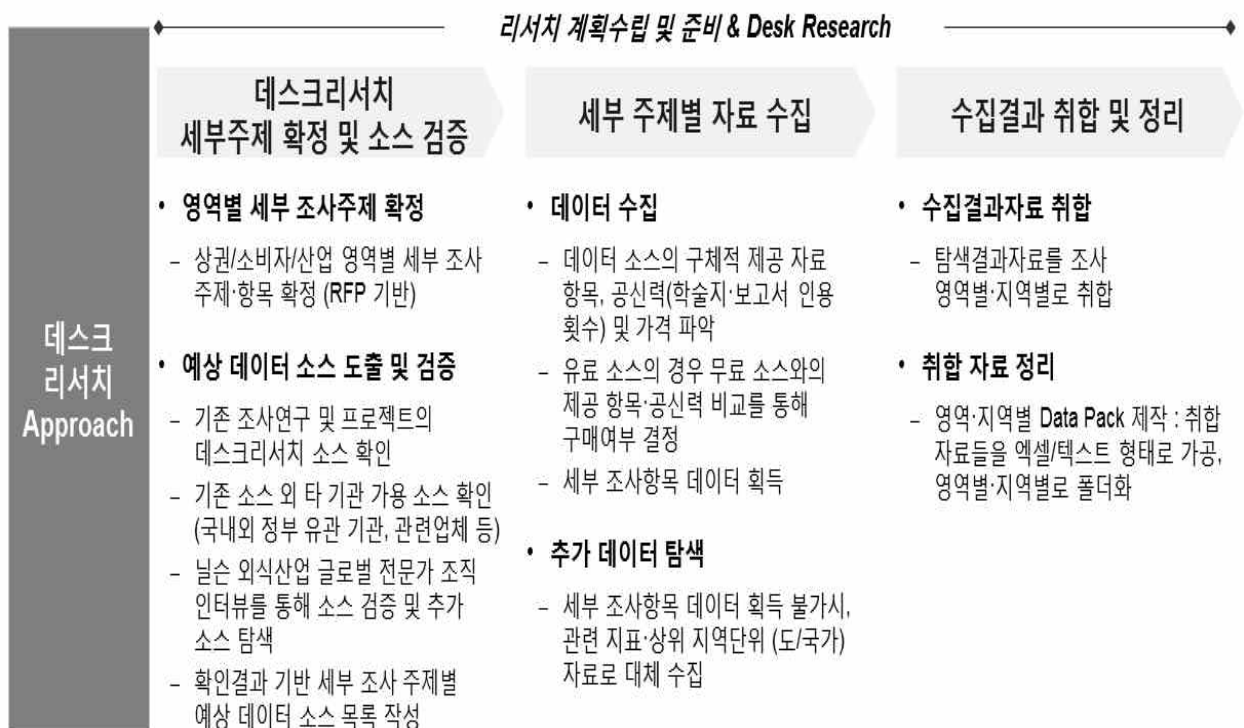 리서치 계획수립 및 준비 & Desk Research
데스크
리서치
Approach
데스크리서치
세부주제 확정 및 소스 검증
• 영역별 세부 조사주제 확정
– 상권/소비자/산업 영역별 세부 조사
주제·항목 확정 (RFP 기반)
• 예상 데이터 소스 도출 및 검증
– 기존 조사연구 및 프로젝트의
데스크리서치 소스 확인
– 기존 소스 외 타 기관 가용 소스 확인
(국내외 정부 유관 기관, 관련업체 등)
– 닐슨 외식산업 글로벌 전문가 조직
인터뷰를 통해 소스 검증 및 추가
소스 탐색
– 확인결과 기반 세부 조사 주제별
예상 데이터 소스 목록 작성
세부 주제별 자료 수집
• 데이터 수집
– 데이터 소스의 구체적 제공 자료
항목, 공신력(학술지·보고서 인용
횟수) 및 가격 파악
– 유료 소스의 경우 무료 소스와의
제공 항목·공신력 비교를 통해
구매여부 결정
– 세부 조사항목 데이터 획득
• 추가 데이터 탐색
– 세부 조사항목 데이터 획득 불가시,
관련 지표·상위 지역단위 (도/국가)
자료로 대체 수집
수집결과 취합 및 정리
• 수집결과자료 취합
– 탐색결과자료를 조사
영역별·지역별로 취합
• 취합 자료 정리
– 영역·지역별 Data Pack 제작 : 취합
자료들을 엑셀/텍스트 형태로 가공,
영역별·지역별로 폴더화